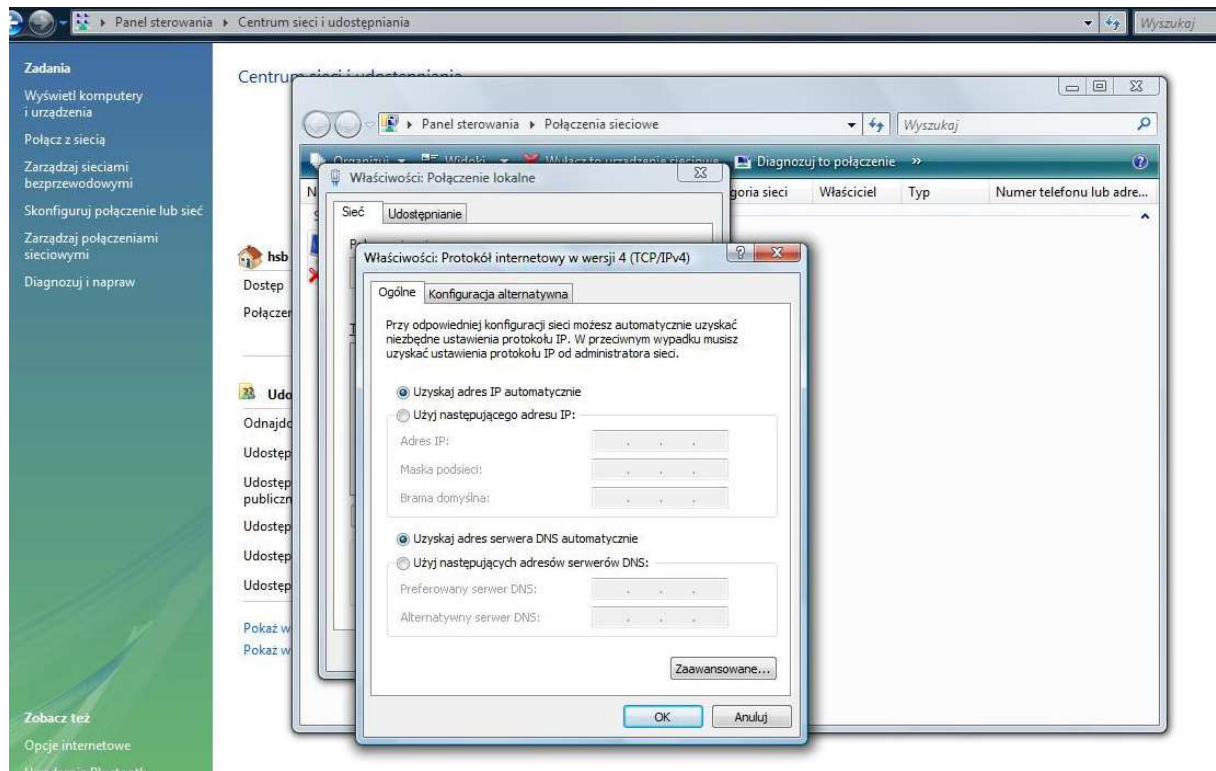 Panel sterowania ▸ Centrum sieci i udostępniania
Wyszukaj
Zadania
Wyświetl komputery
i urządzenia
Połącz z siecią
Zarządzaj sieciami
bezprzewodowymi
Skonfiguruj połączenie lub sieć
Zarządzaj połączeniami
sieciowymi
Diagnozuj i napraw
Zobacz też
Opcje internetowe
Centrum sieci i udostępniania
hsb
Dostęp
Połączen
Udo
Odnajdo
Udostęp
Udostęp
publiczn
Udostęp
Udostęp
Udostęp
Pokaż w
Pokaż w
Panel sterowania ▸ Połączenia sieciowe
Wyszukaj
Organizuj
Widoki
Wyłącz to urządzenie sieciowe
Diagnozuj to połączenie
»
N
goria sieci
Właściciel
Typ
Numer telefonu lub adre...
Właściwości: Połączenie lokalne
Sieć
Udostępnianie
Właściwości: Protokół internetowy w wersji 4 (TCP/IPv4)
Ogólne
Konfiguracja alternatywna
Przy odpowiedniej konfiguracji sieci możesz automatycznie uzyskać
niezbędne ustawienia protokołu IP. W przeciwnym wypadku musisz
uzyskać ustawienia protokołu IP od administratora sieci.
Uzyskaj adres IP automatycznie
Użyj następującego adresu IP:
Adres IP:
Maska podsieci:
Brama domyślna:
Uzyskaj adres serwera DNS automatycznie
Użyj następujących adresów serwerów DNS:
Preferowany serwer DNS:
Alternatywny serwer DNS:
Zaawansowane...
OK
Anuluj